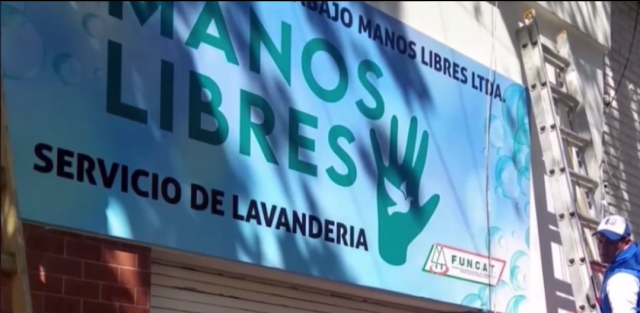 BAJO MANOS LIBRES LTDA.
MANOS
LIBRES
SERVICIO DE LAVANDERIA
FUNCAT